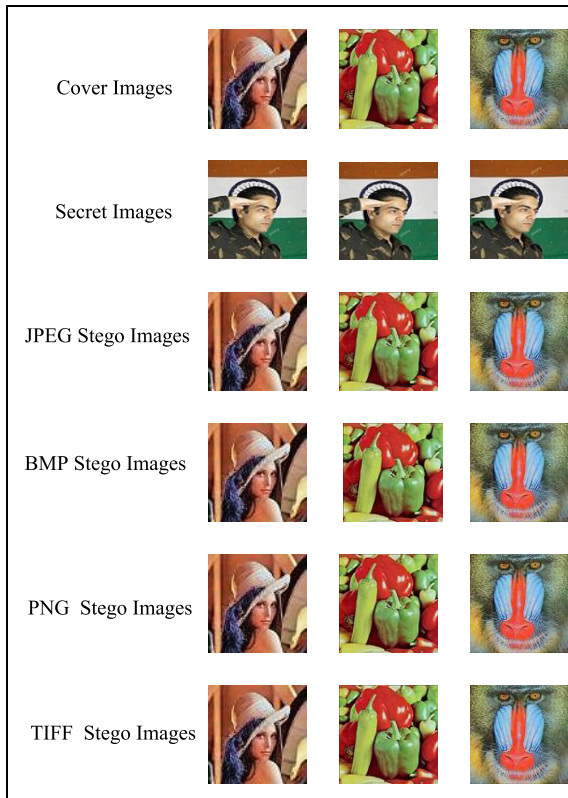 Cover Images
Secret Images
JPEG Stego Images
BMP Stego Images
PNG  Stego Images
TIFF  Stego Images